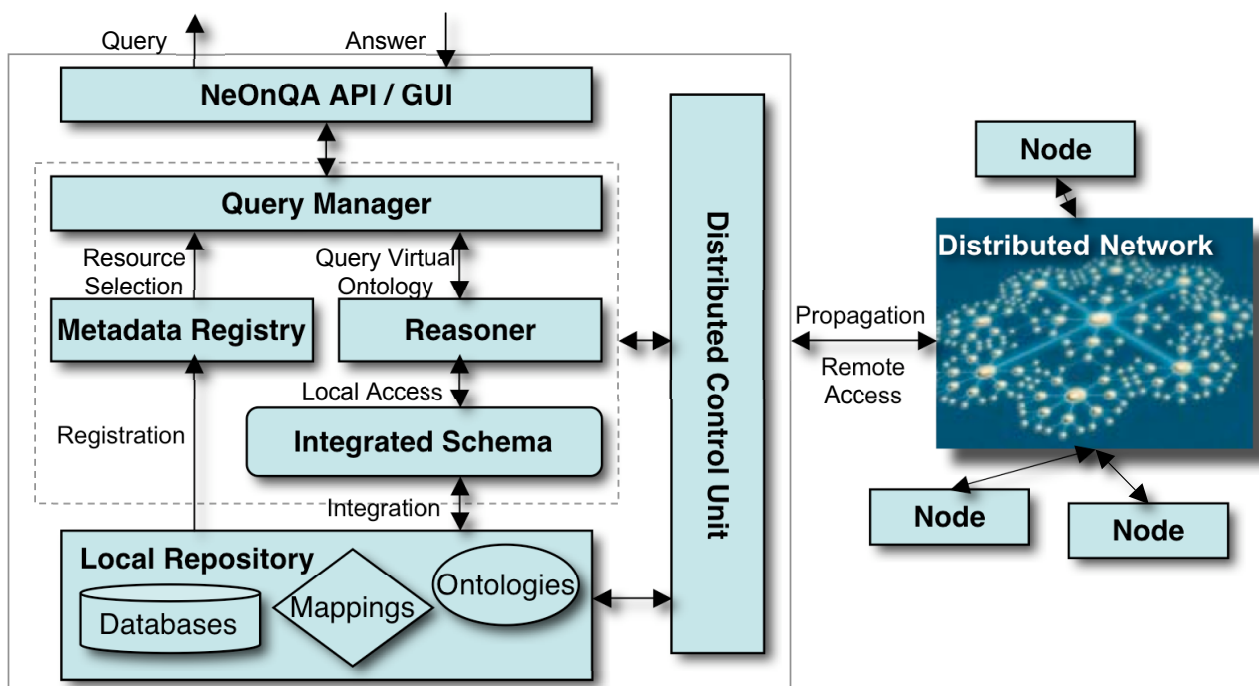 Query
Answer
NeOnQA API / GUI
Query Manager
Resource
Selection
Query Virtual
Ontology
Metadata Registry
Reasoner
Local Access
Registration
Integrated Schema
Integration
Local Repository
Databases
Mappings
Ontologies
Distributed Control Unit
Propagation
Remote
Access
Node
Distributed Network
Node
Node